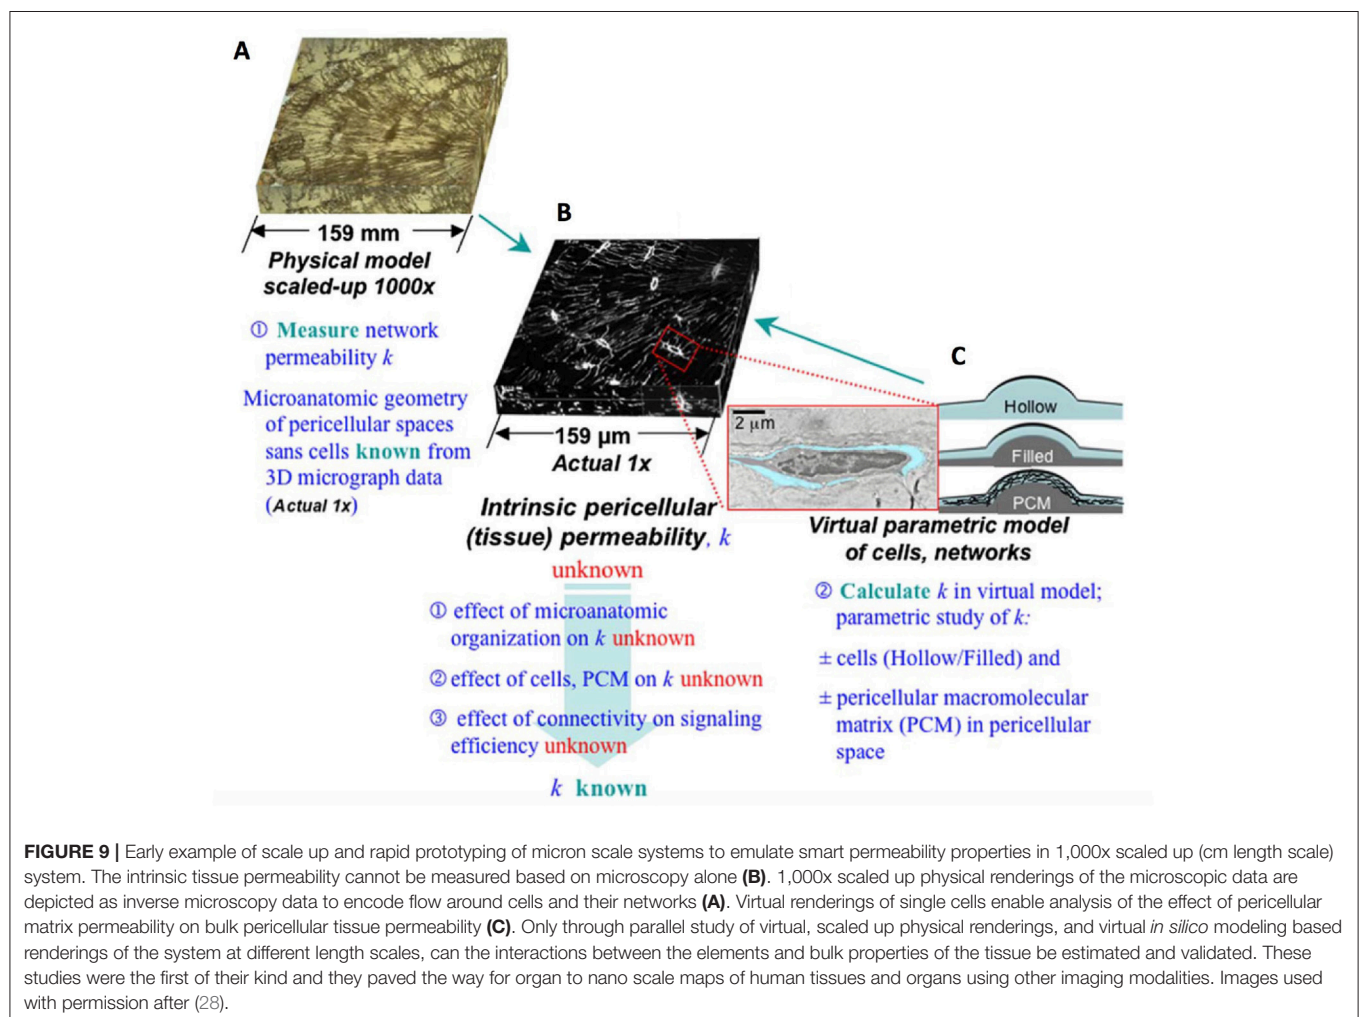 A
159 mm
Physical model
scaled-up 1000x
① Measure network
permeability k
Microanatomic geometry
of pericellular spaces
sans cells known from
3D micrograph data
(Actual 1x)
B
159 µm
Actual 1x
Intrinsic pericellular
(tissue) permeability, k
unknown
① effect of microanatomic
organization on k unknown
② effect of cells, PCM on k unknown
③ effect of connectivity on signaling
efficiency unknown
k known
C
2 µm
Hollow
Filled
PCM
Virtual parametric model
of cells, networks
② Calculate k in virtual model;
parametric study of k:
± cells (Hollow/Filled) and
± pericellular macromolecular
matrix (PCM) in pericellular
space
FIGURE 9 | Early example of scale up and rapid prototyping of micron scale systems to emulate smart permeability properties in 1,000x scaled up (cm length scale)
system. The intrinsic tissue permeability cannot be measured based on microscopy alone (B). 1,000x scaled up physical renderings of the microscopic data are
depicted as inverse microscopy data to encode flow around cells and their networks (A). Virtual renderings of single cells enable analysis of the effect of pericellular
matrix permeability on bulk pericellular tissue permeability (C). Only through parallel study of virtual, scaled up physical renderings, and virtual in silico modeling based
renderings of the system at different length scales, can the interactions between the elements and bulk properties of the tissue be estimated and validated. These
studies were the first of their kind and they paved the way for organ to nano scale maps of human tissues and organs using other imaging modalities. Images used
with permission after (28).